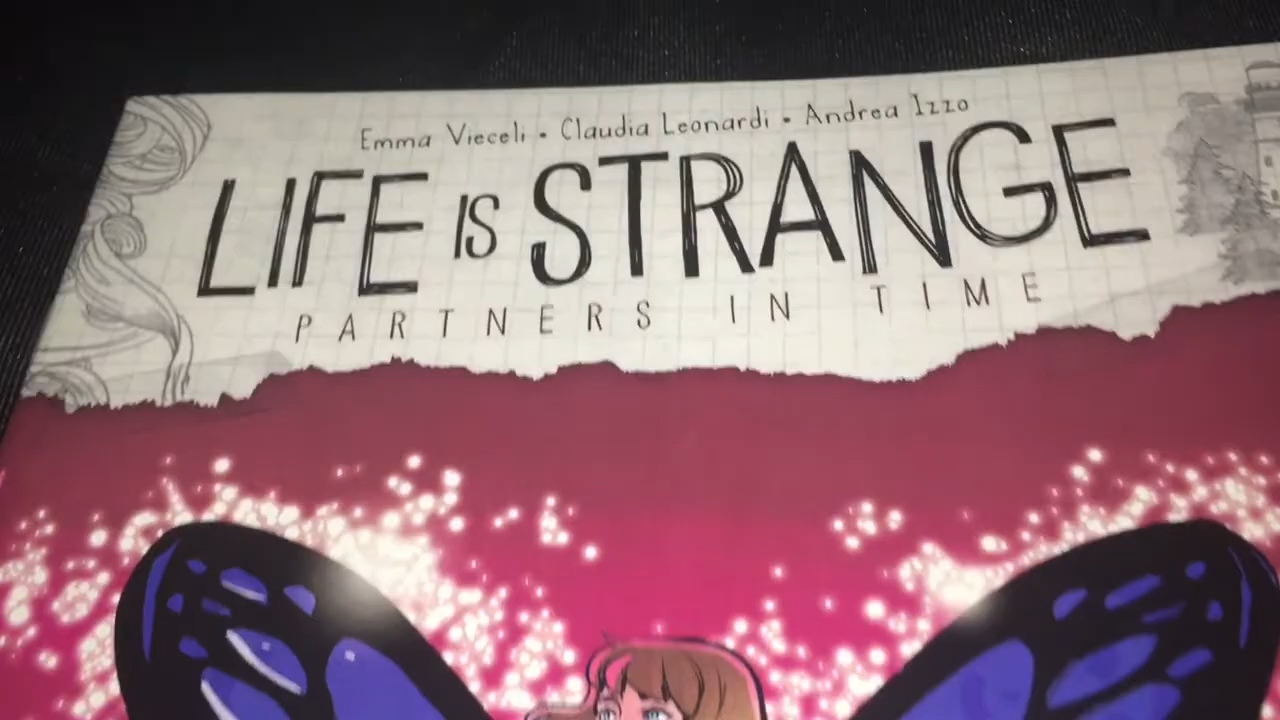 Emma Vieceli • Claudia Leonardi • Andrea Izzo
LIFE IS STRANGE
PARTNERS IN TIME